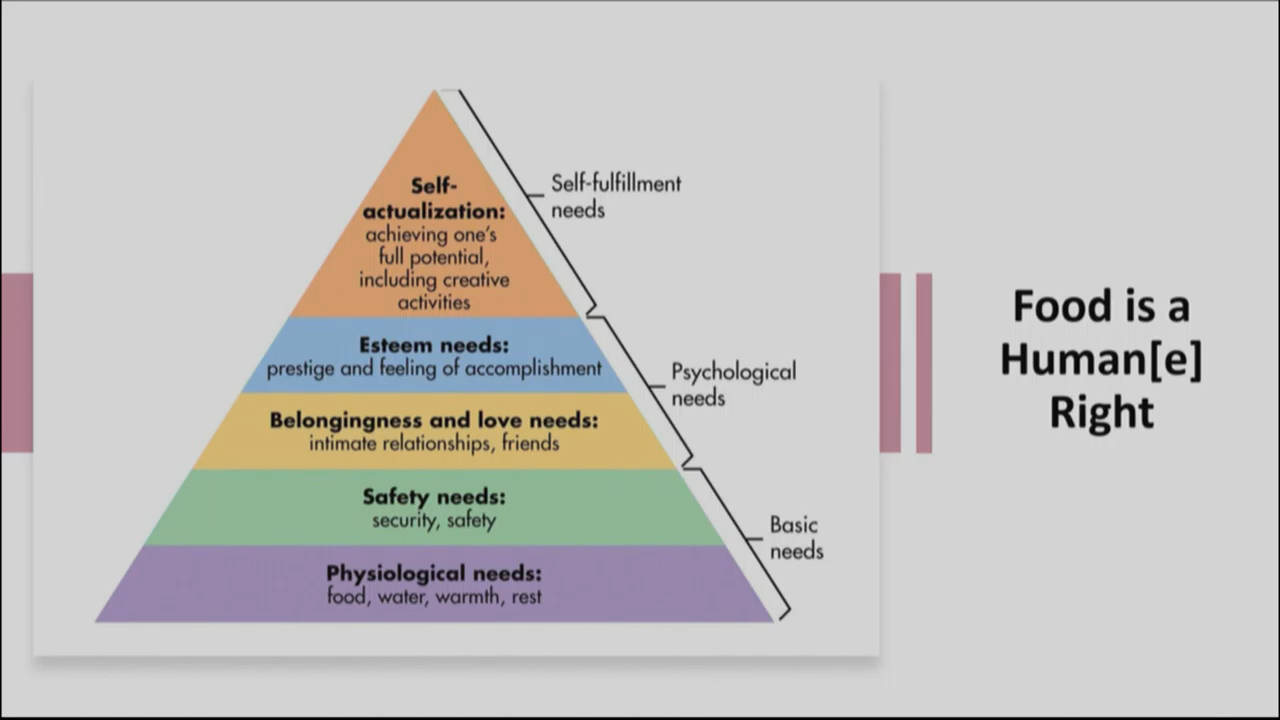 Self-
actualization:
achieving one's
full potential,
including creative
activities
Self-fulfillment
needs
Esteem needs:
prestige and feeling of accomplishment
Psychological
needs
Belongingness and love needs:
intimate relationships, friends
Safety needs:
security, safety
Basic
needs
Physiological needs:
food, water, warmth, rest
Food is a
Human[e]
Right